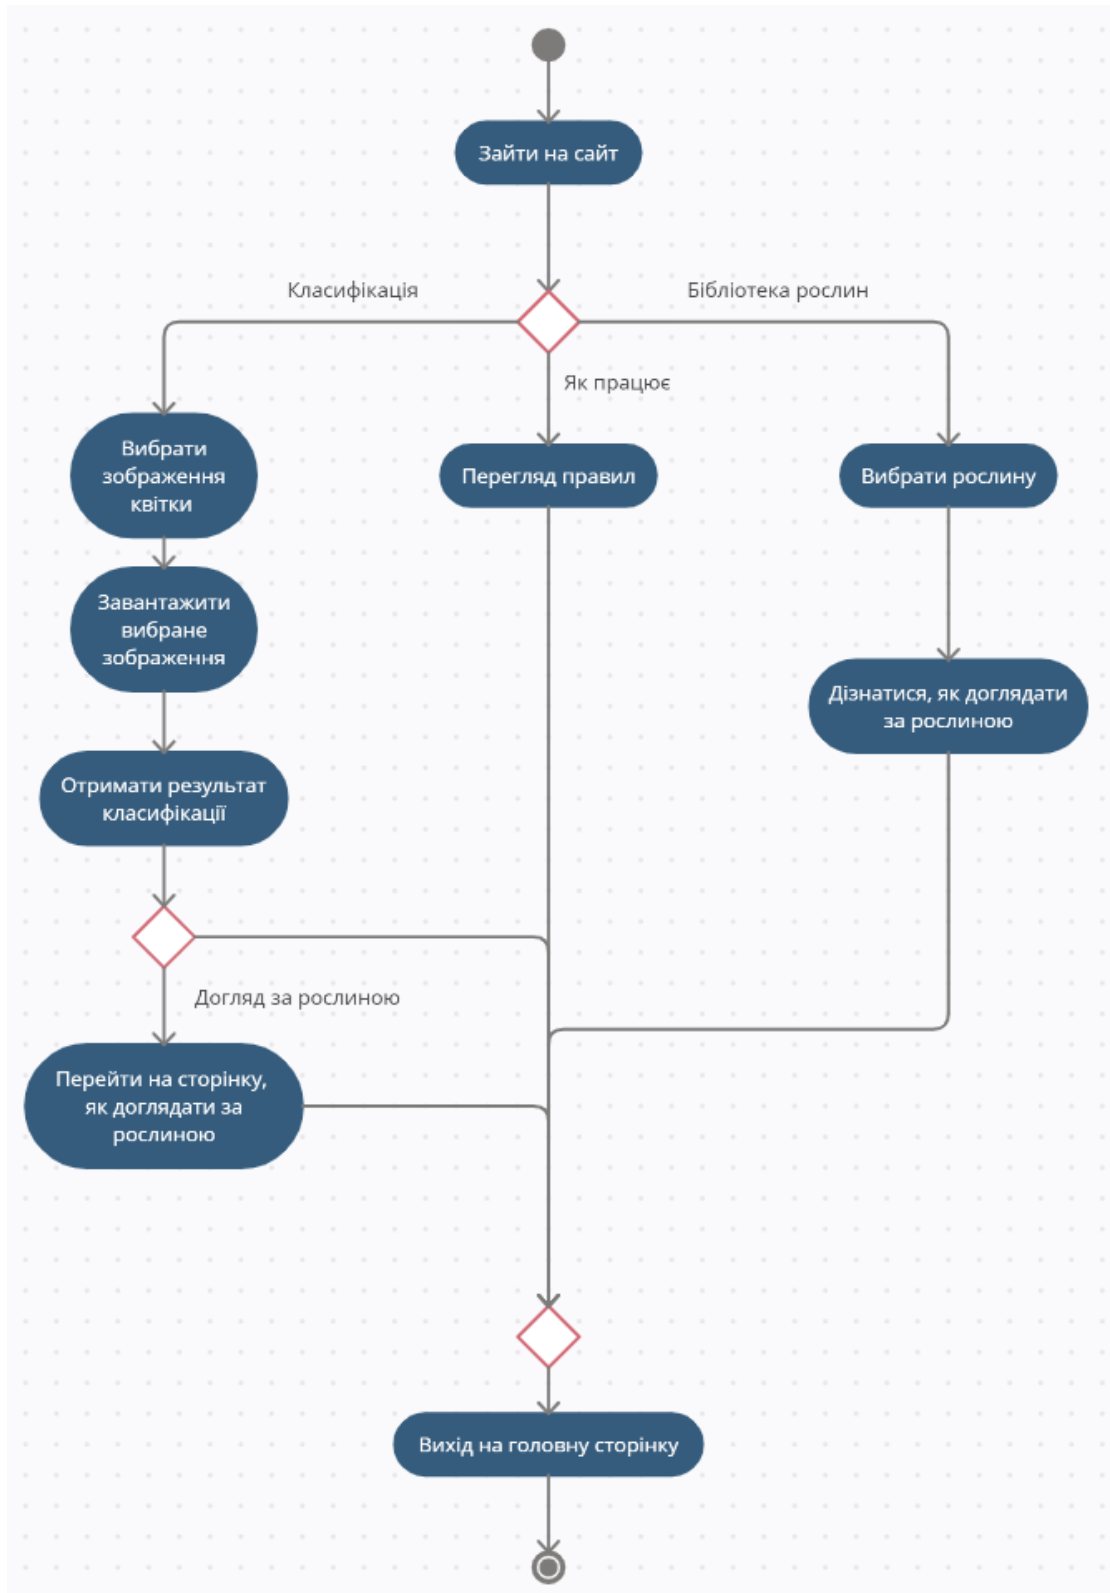 Зайти на сайт
Класифікація
Бібліотека рослин
Як працює
Вибрати
зображення
квітки
Перегляд правил
Вибрати рослину
Завантажити
вибране
зображення
Дізнатися, як доглядати
за рослиною
Отримати результат
класифікації
Догляд за рослиною
Перейти на сторінку,
як доглядати за
рослиною
Вихід на головну сторінку